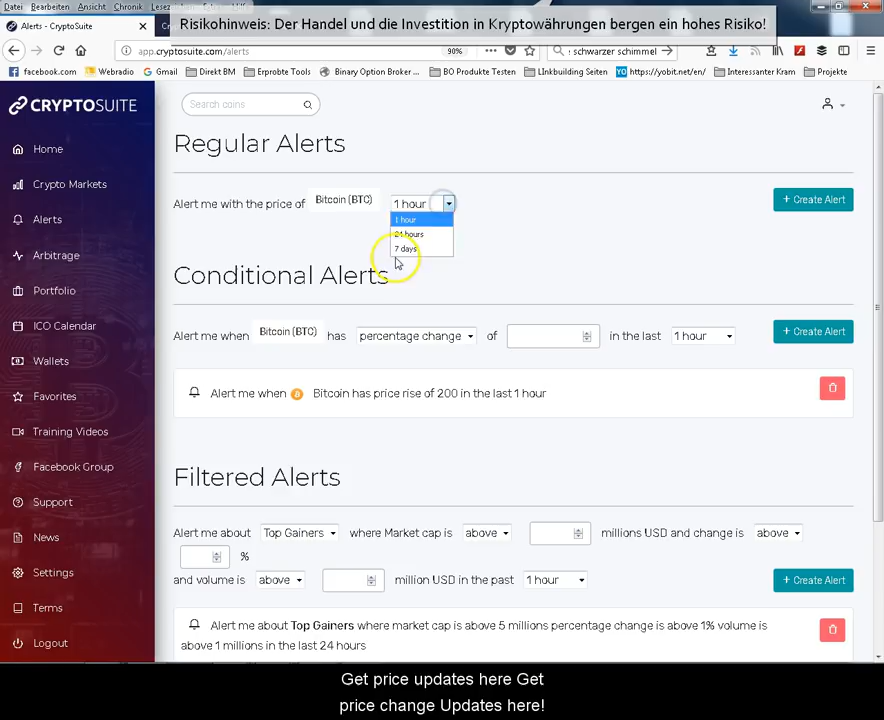 Datei Bearbeiten Ansicht Chronik
Alerts - CryptoSuite
Risikohinweis: Der Handel und die Investition in Kryptowährungen bergen ein hohes Risiko!
app.cryptosuite.com/alerts
90%
schwarzer schimmel
facebook.com Webradio Gmail Direkt BM Erprobte Tools Binary Option Broker ... BO Produkte Testen LInkbuilding Seiten https://yobit.net/en/ Interessanter Kram Projekte
CRYPTOSUITE
Search coins
Home
Crypto Markets
Alerts
Arbitrage
Portfolio
ICO Calendar
Wallets
Favorites
Training Videos
Facebook Group
Support
News
Settings
Terms
Logout
Regular Alerts
Alert me with the price of Bitcoin (BTC) 1 hour + Create Alert
1 hour
24 hours
7 days
Conditional Alerts
Alert me when Bitcoin (BTC) has percentage change of in the last 1 hour + Create Alert
Alert me when Bitcoin has price rise of 200 in the last 1 hour
Filtered Alerts
Alert me about Top Gainers where Market cap is above millions USD and change is above
%
and volume is above million USD in the past 1 hour + Create Alert
Alert me about Top Gainers where market cap is above 5 millions percentage change is above 1% volume is
above 1 millions in the last 24 hours
Get price updates here Get
price change Updates here!